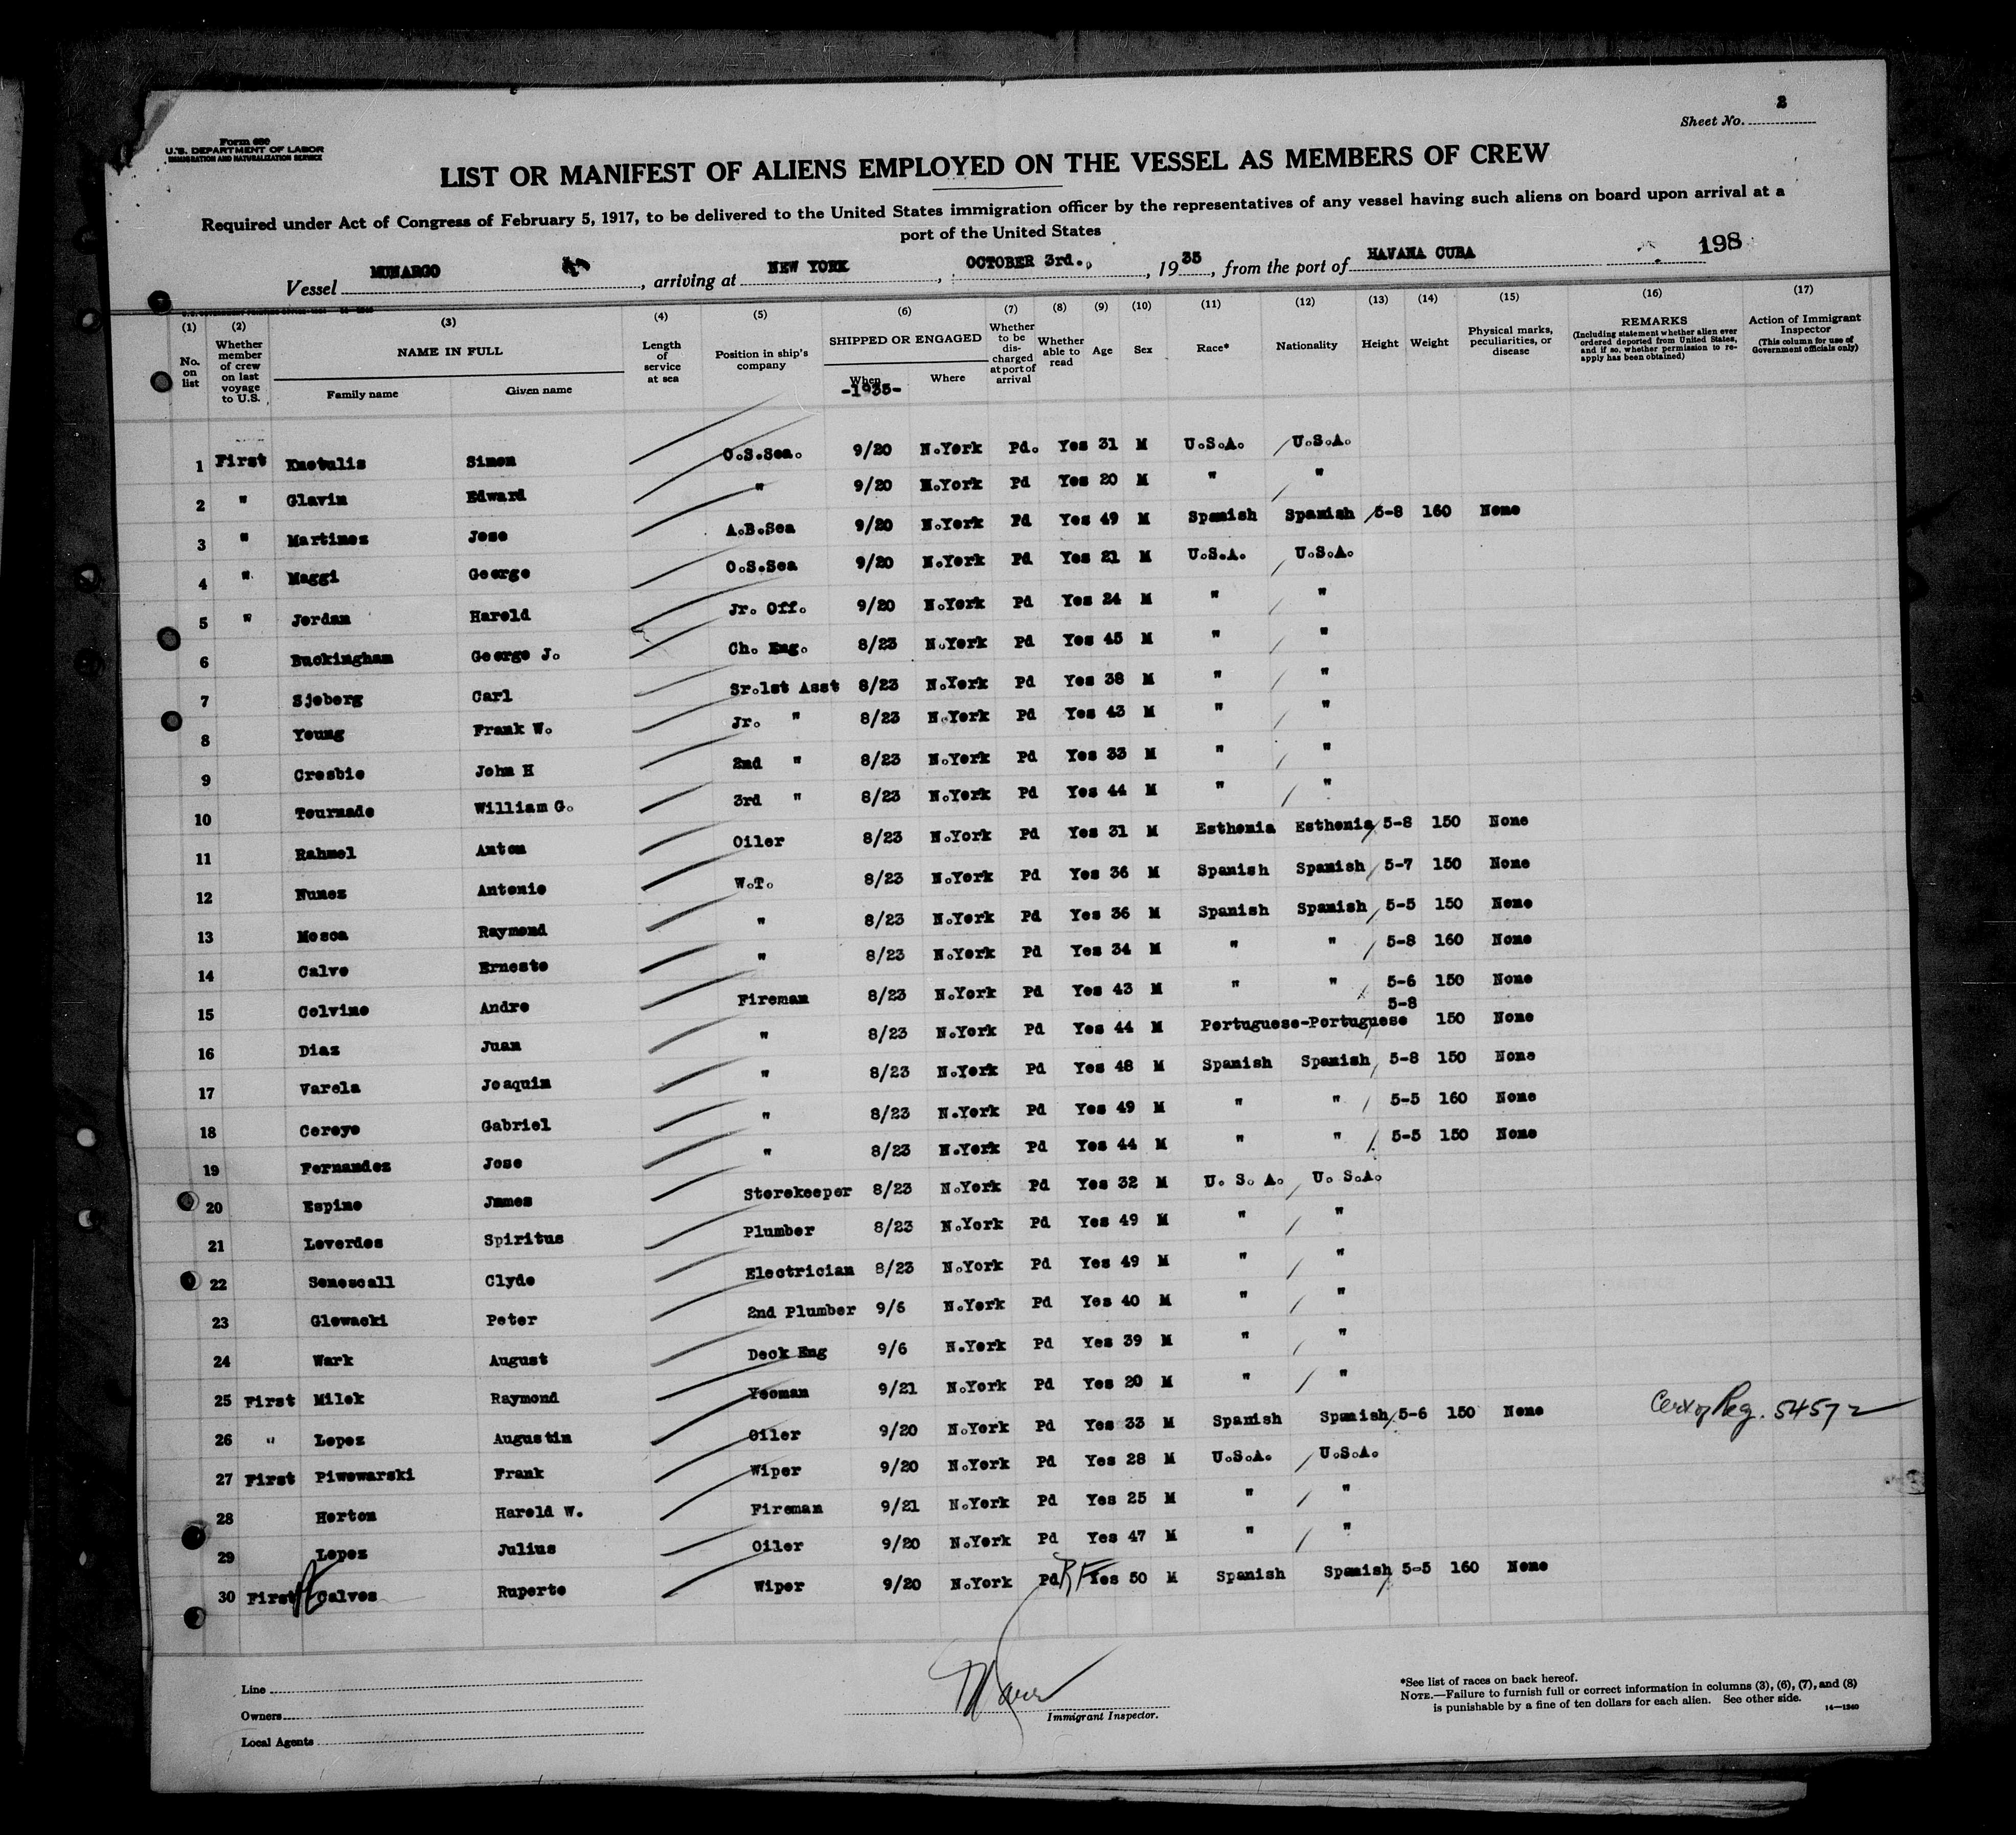 Sheet No. 2
Form 680
U.S. DEPARTMENT OF LABOR
IMMIGRATION AND NATURALIZATION SERVICE
LIST OR MANIFEST OF ALIENS EMPLOYED ON THE VESSEL AS MEMBERS OF CREW
Required under Act of Congress of February 5, 1917, to be delivered to the United States immigration officer by the representatives of any vessel having such aliens on board upon arrival at a
port of the United States
198
Vessel MUNARGO, arriving at NEW YORK, OCTOBER 3rd., 1935, from the port of HAVANA CUBA
(1) (2) (3) (4) (5) (6) (7) (8) (9) (10) (11) (12) (13) (14) (15) (16) (17)
No. on list
Whether member of crew on last voyage to U.S.
NAME IN FULL
Family name Given name
Length of service at sea
Position in ship's company
SHIPPED OR ENGAGED
When Where
-1935-
Whether to be discharged at port of arrival
Whether able to read
Age
Sex
Race*
Nationality
Height
Weight
Physical marks, peculiarities, or disease
REMARKS
(Including statement whether alien ever ordered deported from United States, and if so, whether permission to reapply has been obtained)
Action of Immigrant Inspector
(This column for use of Government officials only)
1 First Knetulis Simon O.S.Sea. 9/20 N.York Pd. Yes 31 M U.S.A. U.S.A.
2 " Glavin Edward " 9/20 N.York Pd Yes 20 M " "
3 " Martinez Jose A.B.Sea 9/20 N.York Pd Yes 49 M Spanish Spanish 5-8 160 None
4 " Maggi George O.S.Sea 9/20 N.York Pd Yes 21 M U.S.A. U.S.A.
5 " Jordan Harold Jr. Off. 9/20 N.York Pd Yes 24 M " "
6 Buckingham George J. Ch. Eng. 8/23 N.York Pd Yes 45 M " "
7 Sjoberg Carl Sr.1st Asst 8/23 N.York Pd Yes 38 M " "
8 Young Frank W. Jr. " 8/23 N.York Pd Yes 43 M " "
9 Crosbie John H 2nd " 8/23 N.York Pd Yes 33 M " "
10 Tournade William G. 3rd " 8/23 N.York Pd Yes 44 M " "
11 Rahmel Anton Oiler 8/23 N.York Pd Yes 31 M Esthonia Esthonia 5-8 150 None
12 Nunez Antonio W.T. 8/23 N.York Pd Yes 36 M Spanish Spanish 5-7 150 None
13 Mosca Raymond " 8/23 N.York Pd Yes 36 M Spanish Spanish 5-5 150 None
14 Calvo Ernesto " 8/23 N.York Pd Yes 34 M " " 5-8 160 None
15 Colvino Andre Fireman 8/23 N.York Pd Yes 43 M " " 5-6 150 None
16 Diaz Juan " 8/23 N.York Pd Yes 44 M Portuguese-Portuguese 5-8 150 None
17 Varela Joaquin " 8/23 N.York Pd Yes 48 M Spanish Spanish 5-8 150 None
18 Coroyo Gabriel " 8/23 N.York Pd Yes 49 M " " 5-5 160 None
19 Fernandez Jose " 8/23 N.York Pd Yes 44 M " " 5-5 150 None
20 Espino James Storekeeper 8/23 N.York Pd Yes 32 M U. S. A. U. S.A.
21 Loverdos Spiritus Plumber 8/23 N.York Pd Yes 49 M " "
22 Senescall Clyde Electrician 8/23 N.York Pd Yes 49 M " "
23 Glowacki Peter 2nd Plumber 9/6 N.York Pd Yes 40 M " "
24 Wark August Deck Eng 9/6 N.York Pd Yes 39 M " "
25 First Milek Raymond Yeoman 9/21 N.York Pd Yes 20 M " "
26 " Lopez Augustin Oiler 9/20 N.York Pd Yes 33 M Spanish Spanish 5-6 150 None Cert of Reg. 54572
27 First Piwowarski Frank Wiper 9/20 N.York Pd Yes 28 M U.S.A. U.S.A.
28 Horton Harold W. Fireman 9/21 N.York Pd Yes 25 M " "
29 Lopez Julius Oiler 9/20 N.York Pd Yes 47 M " "
30 First Galvos Ruperto Wiper 9/20 N.York Pd RF Yes 50 M Spanish Spanish 5-5 160 None
Line
Owners
Local Agents
Immigrant Inspector.
*See list of races on back hereof.
NOTE.—Failure to furnish full or correct information in columns (3), (6), (7), and (8)
is punishable by a fine of ten dollars for each alien. See other side.
14—1240